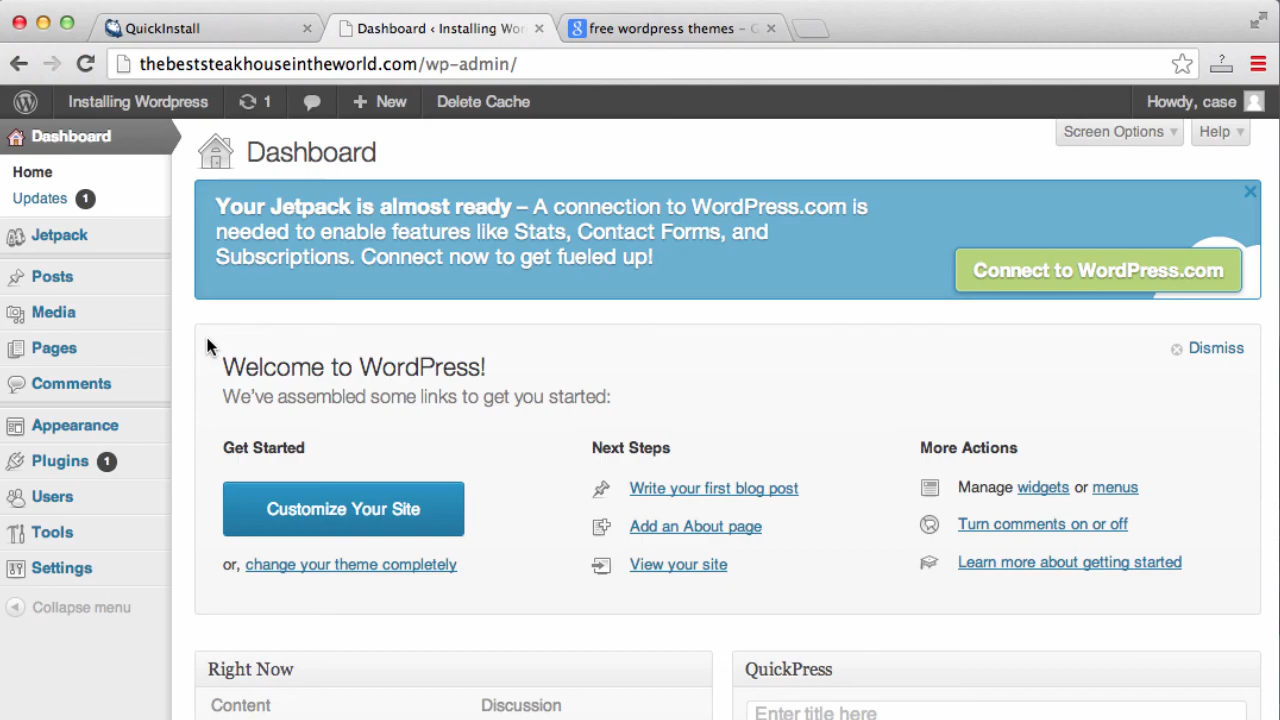 QuickInstall
Dashboard ‹ Installing Wor
free wordpress themes -
thebeststeakhouseintheworld.com/wp-admin/
Installing Wordpress
1
New
Delete Cache
Howdy, case
Dashboard
Home
Updates 1
Jetpack
Posts
Media
Pages
Comments
Appearance
Plugins 1
Users
Tools
Settings
Collapse menu
Dashboard
Screen Options
Help
Your Jetpack is almost ready – A connection to WordPress.com is
needed to enable features like Stats, Contact Forms, and
Subscriptions. Connect now to get fueled up!
Connect to WordPress.com
Welcome to WordPress!
Dismiss
We've assembled some links to get you started:
Get Started
Customize Your Site
or, change your theme completely
Next Steps
Write your first blog post
Add an About page
View your site
More Actions
Manage widgets or menus
Turn comments on or off
Learn more about getting started
Right Now
Content
Discussion
QuickPress
Enter title here